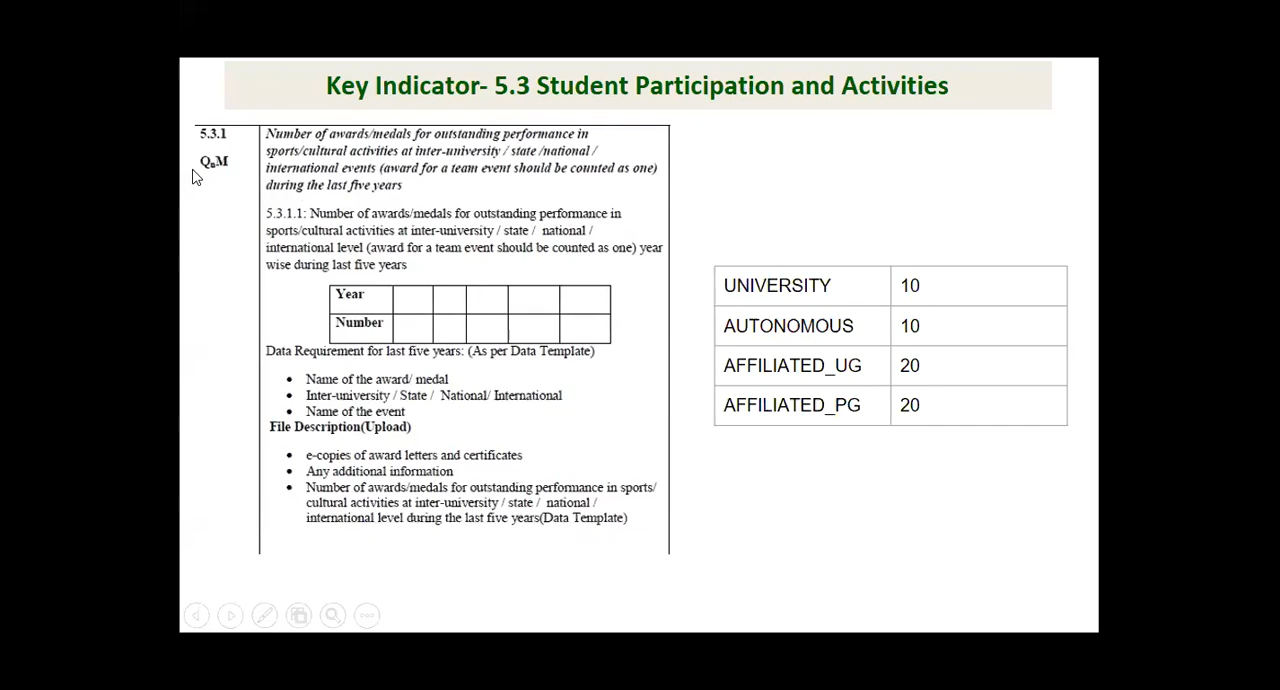 Key Indicator- 5.3 Student Participation and Activities
5.3.1
QnM
Number of awards/medals for outstanding performance in
sports/cultural activities at inter-university / state /national /
international events (award for a team event should be counted as one)
during the last five years
5.3.1.1: Number of awards/medals for outstanding performance in
sports/cultural activities at inter-university / state / national /
international level (award for a team event should be counted as one) year
wise during last five years
Year
Number
Data Requirement for last five years: (As per Data Template)
• Name of the award/ medal
• Inter-university / State / National/ International
• Name of the event
File Description(Upload)
• e-copies of award letters and certificates
• Any additional information
• Number of awards/medals for outstanding performance in sports/
cultural activities at inter-university / state / national /
international level during the last five years(Data Template)
UNIVERSITY 10
AUTONOMOUS 10
AFFILIATED_UG 20
AFFILIATED_PG 20